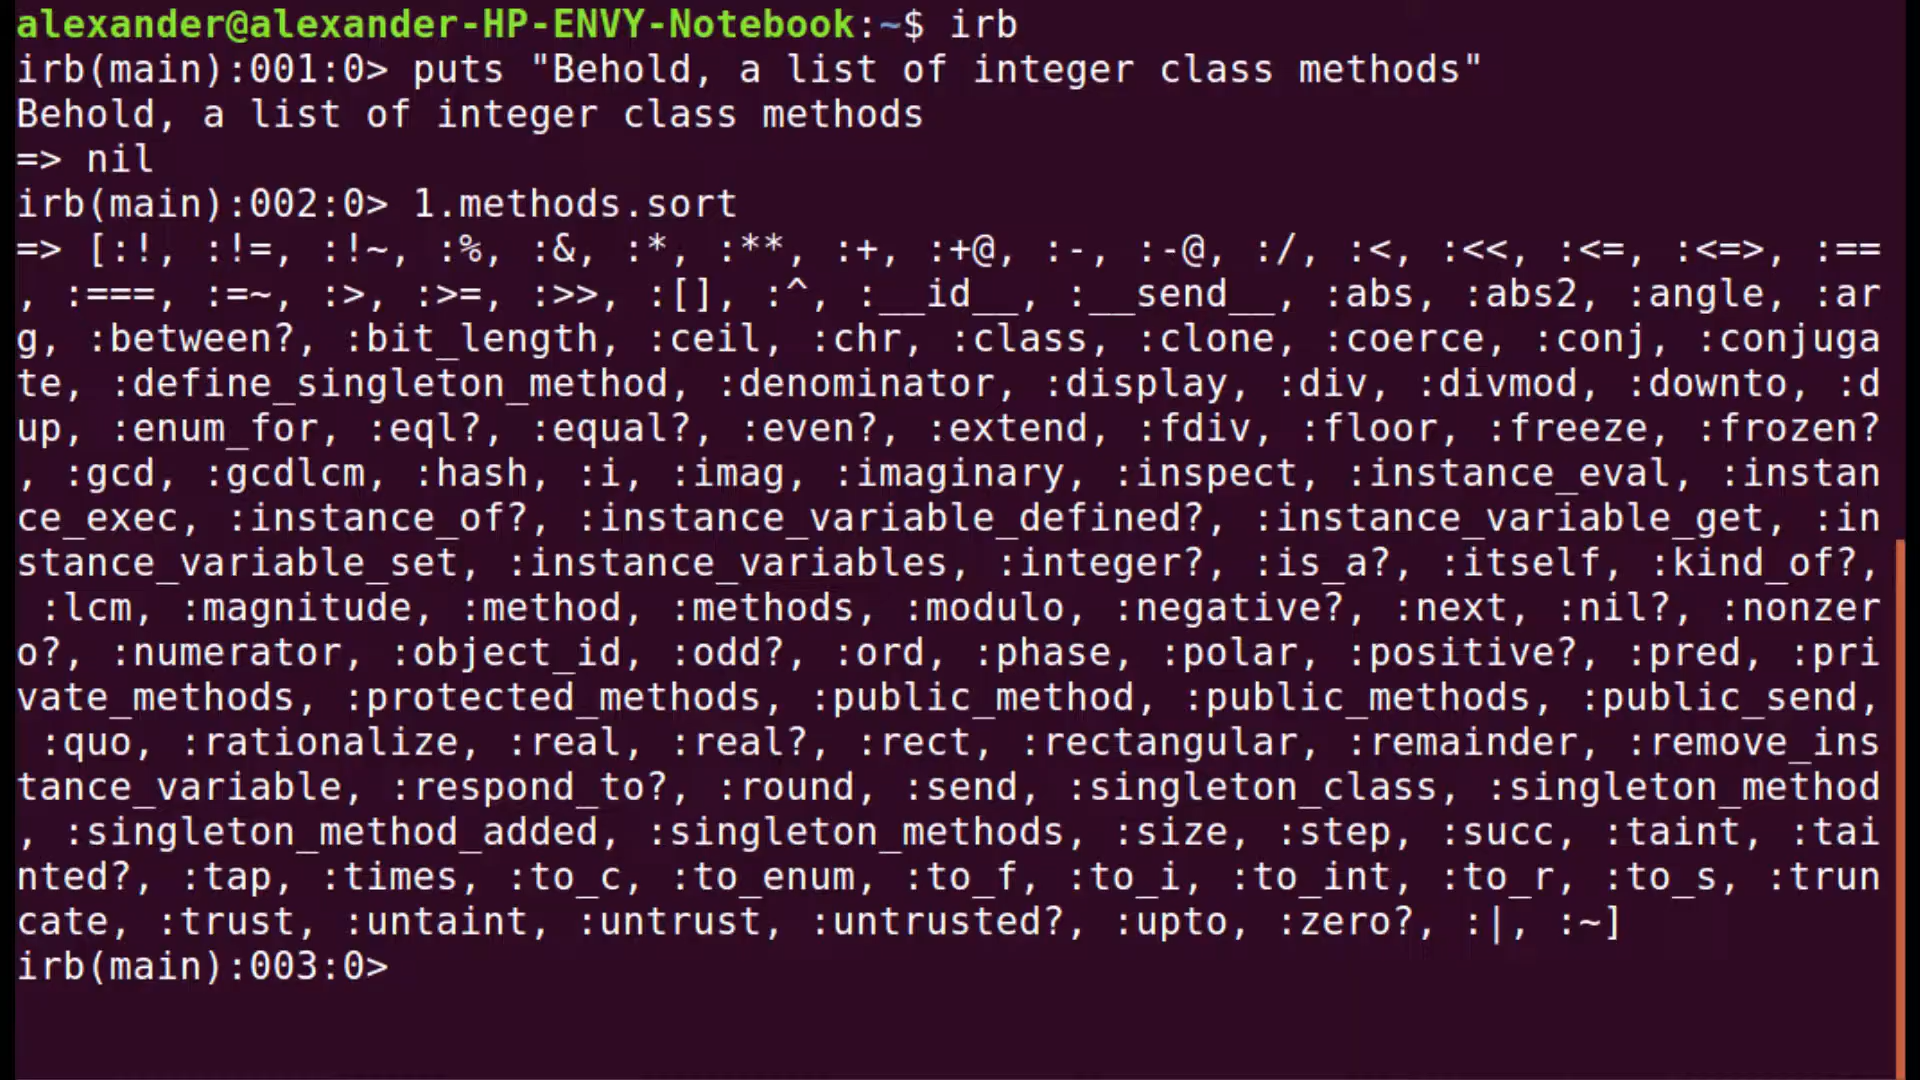 alexander@alexander-HP-ENVY-Notebook:~$ irb
irb(main):001:0> puts "Behold, a list of integer class methods"
Behold, a list of integer class methods
=> nil
irb(main):002:0> 1.methods.sort
=> [:!, :!=, :!~, :%, :&, :*, :**, :+, :+@, :-, :-@, :/, :<, :<<, :<=, :<=>, :==
, :===, :=~, :>, :>=, :>>, :[], :^, :__id__, :__send__, :abs, :abs2, :angle, :ar
g, :between?, :bit_length, :ceil, :chr, :class, :clone, :coerce, :conj, :conjuga
te, :define_singleton_method, :denominator, :display, :div, :divmod, :downto, :d
up, :enum_for, :eql?, :equal?, :even?, :extend, :fdiv, :floor, :freeze, :frozen?
, :gcd, :gcdlcm, :hash, :i, :imag, :imaginary, :inspect, :instance_eval, :instan
ce_exec, :instance_of?, :instance_variable_defined?, :instance_variable_get, :in
stance_variable_set, :instance_variables, :integer?, :is_a?, :itself, :kind_of?,
 :lcm, :magnitude, :method, :methods, :modulo, :negative?, :next, :nil?, :nonzer
o?, :numerator, :object_id, :odd?, :ord, :phase, :polar, :positive?, :pred, :pri
vate_methods, :protected_methods, :public_method, :public_methods, :public_send,
 :quo, :rationalize, :real, :real?, :rect, :rectangular, :remainder, :remove_ins
tance_variable, :respond_to?, :round, :send, :singleton_class, :singleton_method
, :singleton_method_added, :singleton_methods, :size, :step, :succ, :taint, :tai
nted?, :tap, :times, :to_c, :to_enum, :to_f, :to_i, :to_int, :to_r, :to_s, :trun
cate, :trust, :untaint, :untrust, :untrusted?, :upto, :zero?, :|, :~]
irb(main):003:0>